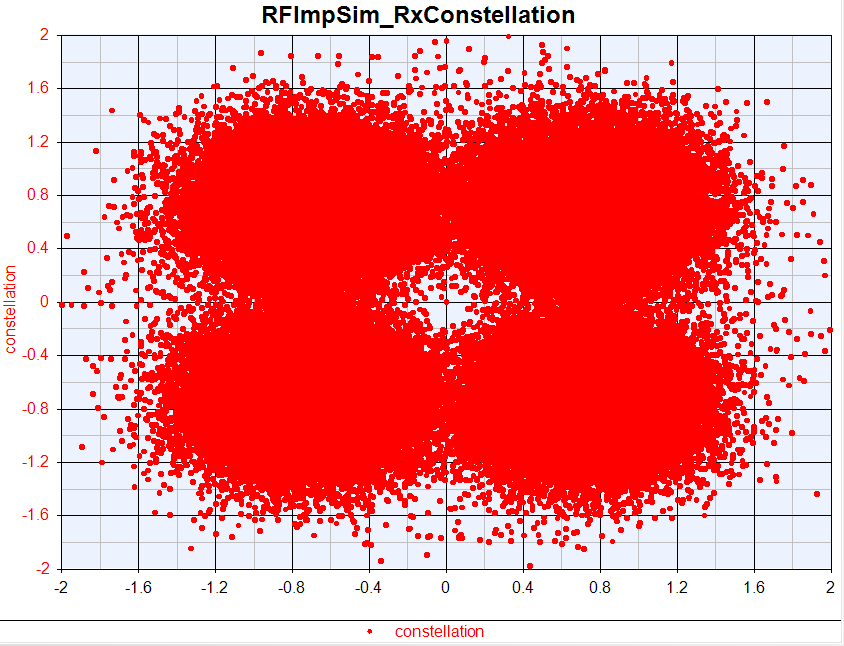 RFImpSim_RxConstellation
2
1.6
1.2
0.8
0.4
0
-0.4
-0.8
-1.2
-1.6
-2
constellation
-2 -1.6 -1.2 -0.8 -0.4 0 0.4 0.8 1.2 1.6 2
constellation